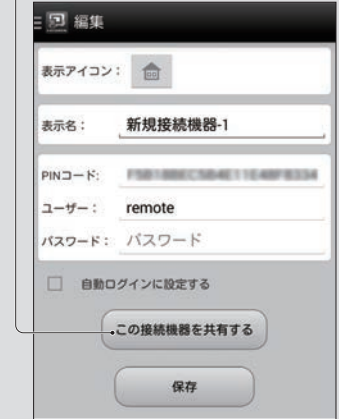 編集
表示アイコン：
表示名： 新規接続機器-1
PINコード：
ユーザー： remote
パスワード： パスワード
自動ログインに設定する
この接続機器を共有する
保存